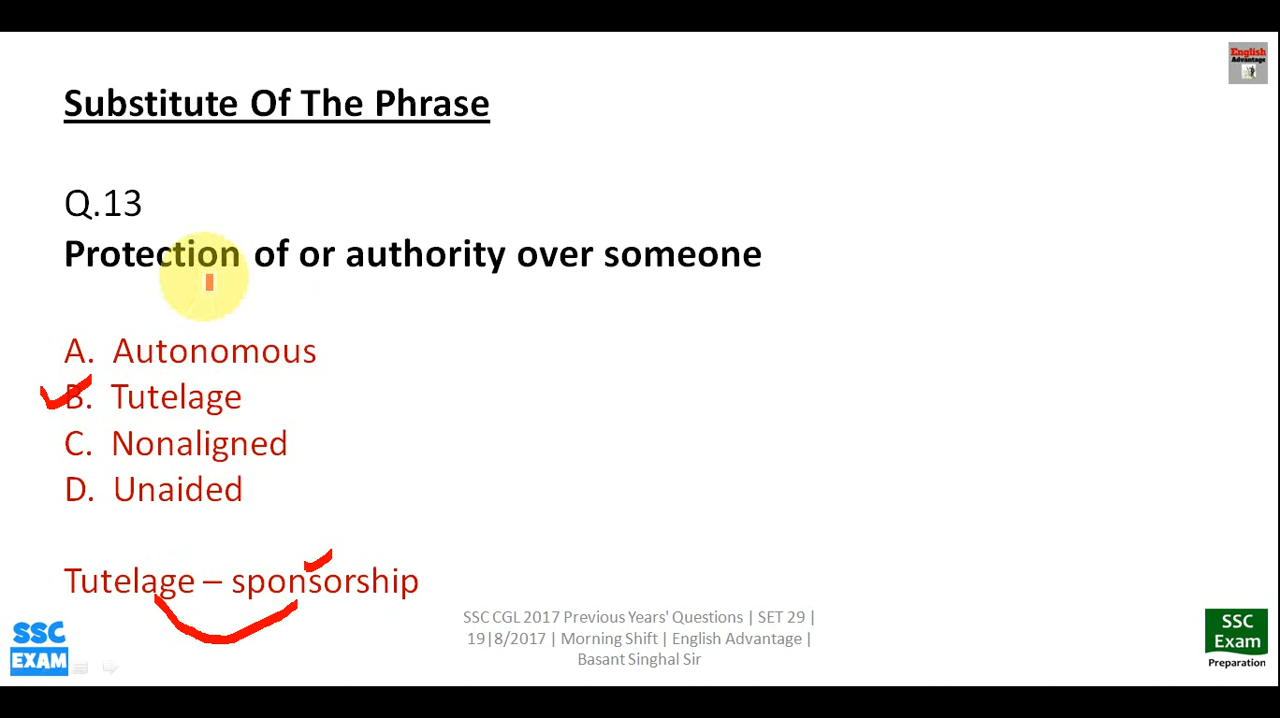 English
Advantage
Substitute Of The Phrase
Q.13
Protection of or authority over someone
A. Autonomous
B. Tutelage
C. Nonaligned
D. Unaided
Tutelage – sponsorship
SSC CGL 2017 Previous Years' Questions | SET 29 |
19|8/2017 | Morning Shift | English Advantage |
Basant Singhal Sir
SSC
EXAM
SSC
Exam
Preparation